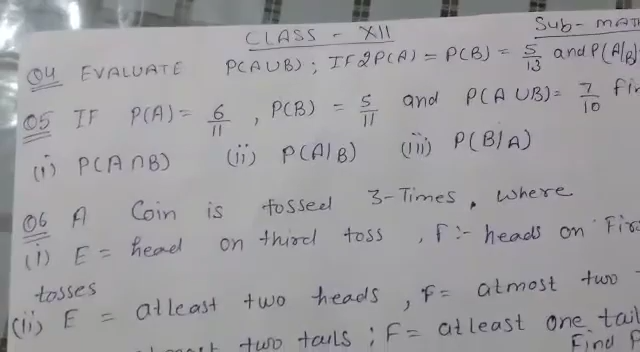 CLASS - XII
Sub- MAT
Q4 EVALUATE P(A∪B) ; IF 2P(A) = P(B) = 5/13 and P(A/B)
Q5 IF P(A) = 6/11 , P(B) = 5/11 and P(A ∪B)= 7/10 Fin
(i) P(A∩B) (ii) P(A|B) (iii) P(B|A)
Q6 A Coin is tossed 3-Times, where
(i) E = head on third toss , F :- heads on Fir
tosses
(ii) E = atleast two heads , F= atmost two
two tails ; F= atleast one tail
Find